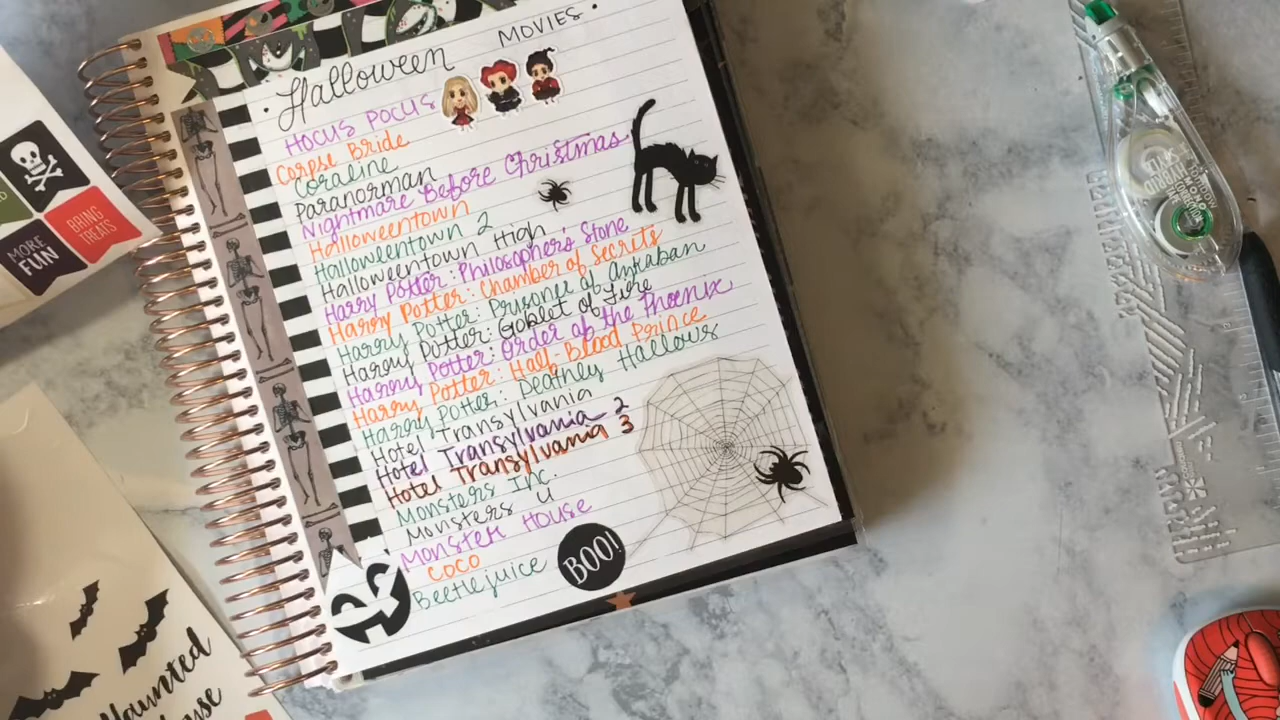 Halloween MOVIES
HOCUS POCUS
Corpse Bride
Coraline
Paranorman
Nightmare Before Christmas
Halloweentown
Halloweentown 2
Halloweentown High
Harry Potter: Philosopher's Stone
Harry Potter: Chamber of Secrets
Harry Potter: Prisoner of Azkaban
Harry Potter: Goblet of Fire
Harry Potter: Order of the Phoenix
Harry Potter: Half-Blood Prince
Harry Potter: Deathly Hallows
Hotel Transylvania
Hotel Transylvania 2
Hotel Transylvania 3
Monsters Inc.
Monsters U
Monster House
COCO
Beetlejuice
BOO!
BRING TREATS
MORE FUN
Haunted House